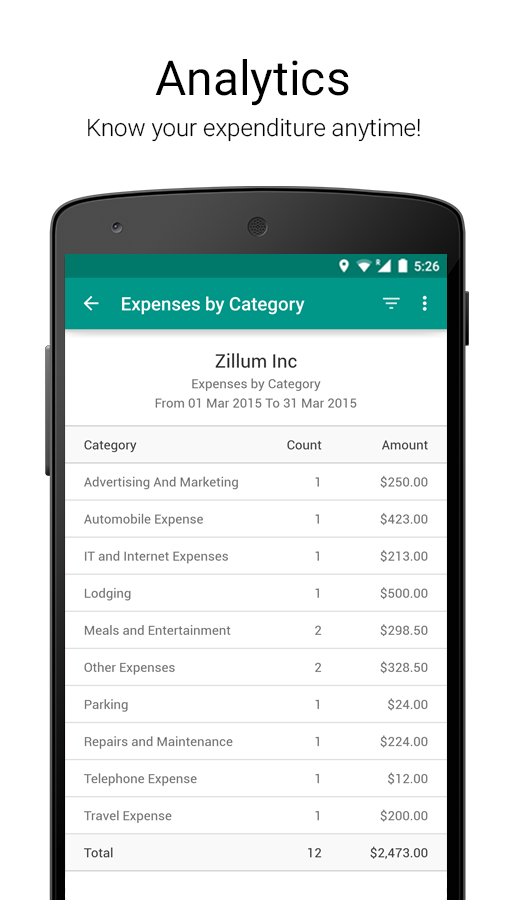 Analytics
Know your expenditure anytime!
R 5:26
Expenses by Category
Zillum Inc
Expenses by Category
From 01 Mar 2015 To 31 Mar 2015
Category Count Amount
Advertising And Marketing 1 $250.00
Automobile Expense 1 $423.00
IT and Internet Expenses 1 $213.00
Lodging 1 $500.00
Meals and Entertainment 2 $298.50
Other Expenses 2 $328.50
Parking 1 $24.00
Repairs and Maintenance 1 $224.00
Telephone Expense 1 $12.00
Travel Expense 1 $200.00
Total 12 $2,473.00